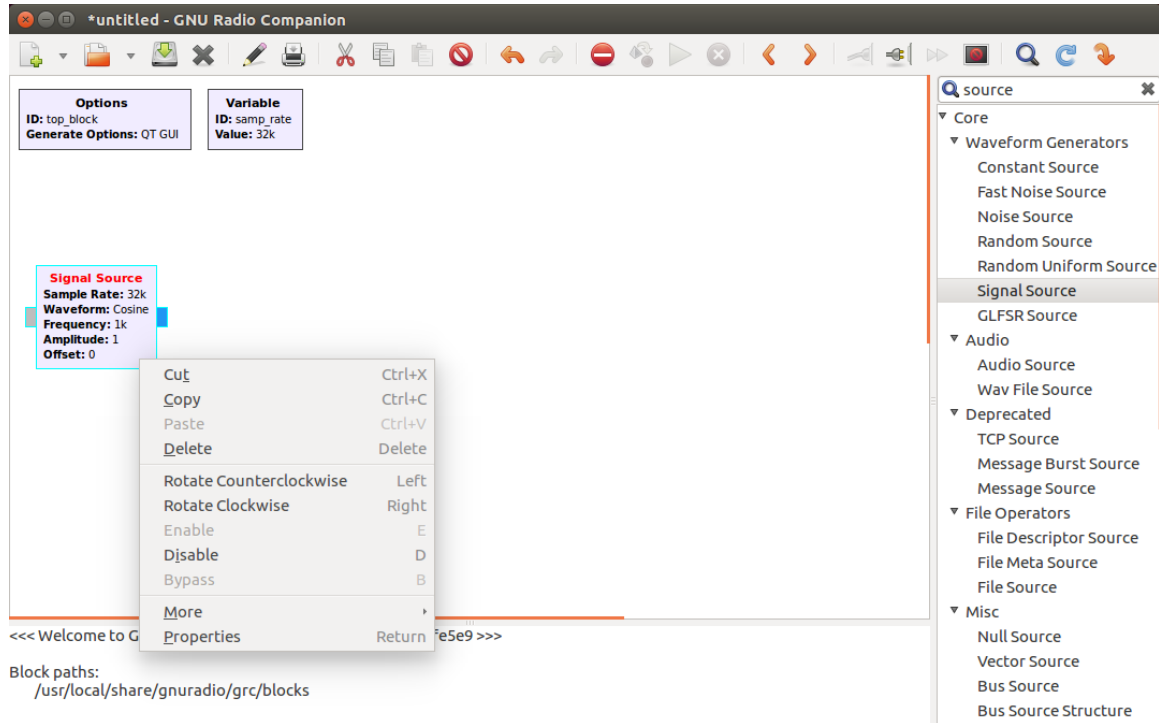 *untitled - GNU Radio Companion
Options
ID: top_block
Generate Options: QT GUI
Variable
ID: samp_rate
Value: 32k
Signal Source
Sample Rate: 32k
Waveform: Cosine
Frequency: 1k
Amplitude: 1
Offset: 0
Cut Ctrl+X
Copy Ctrl+C
Paste Ctrl+V
Delete Delete
Rotate Counterclockwise Left
Rotate Clockwise Right
Enable E
Disable D
Bypass B
More
Properties Return
<<< Welcome to G fe5e9 >>>
Block paths:
/usr/local/share/gnuradio/grc/blocks
source
Core
Waveform Generators
Constant Source
Fast Noise Source
Noise Source
Random Source
Random Uniform Source
Signal Source
GLFSR Source
Audio
Audio Source
Wav File Source
Deprecated
TCP Source
Message Burst Source
Message Source
File Operators
File Descriptor Source
File Meta Source
File Source
Misc
Null Source
Vector Source
Bus Source
Bus Source Structure